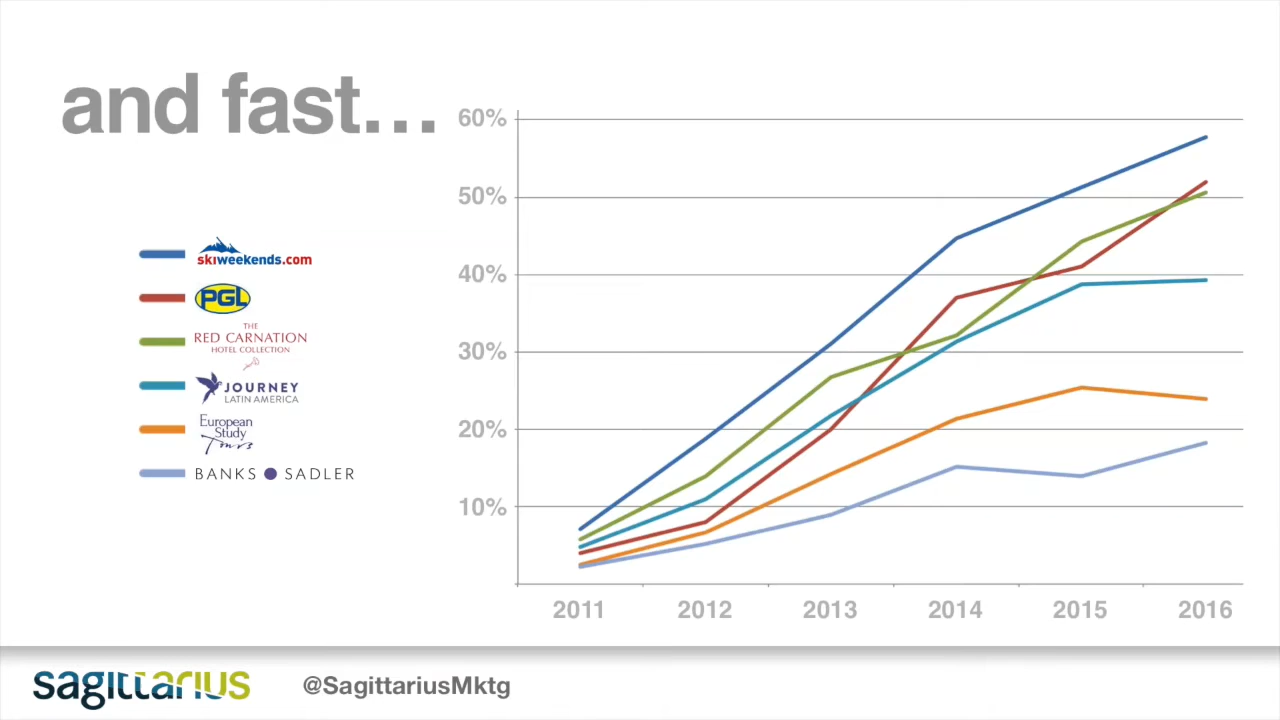 and fast...
60%
50%
40%
30%
20%
10%
skiweekends.com
PGL
THE
RED CARNATION
HOTEL COLLECTION
JOURNEY
LATIN AMERICA
European
Study
Tours
BANKS SADLER
2011 2012 2013 2014 2015 2016
sagittarius
@SagittariusMktg